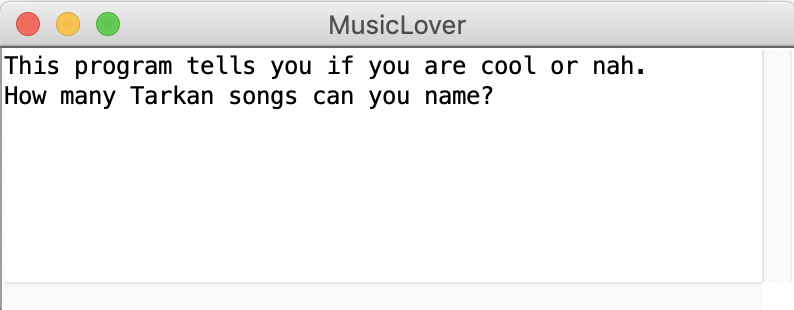 MusicLover
This program tells you if you are cool or nah.
How many Tarkan songs can you name?